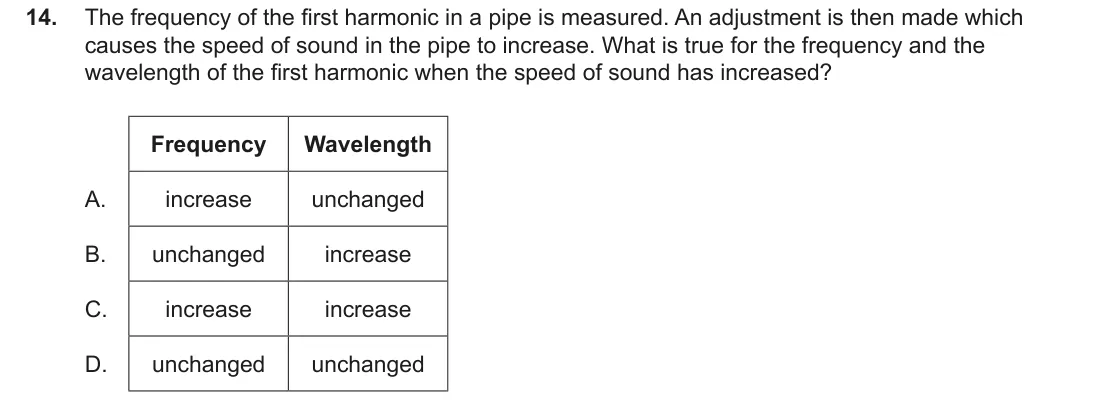 14. The frequency of the first harmonic in a pipe is measured. An adjustment is then made which
causes the speed of sound in the pipe to increase. What is true for the frequency and the
wavelength of the first harmonic when the speed of sound has increased?
Frequency Wavelength
A. increase unchanged
B. unchanged increase
C. increase increase
D. unchanged unchanged